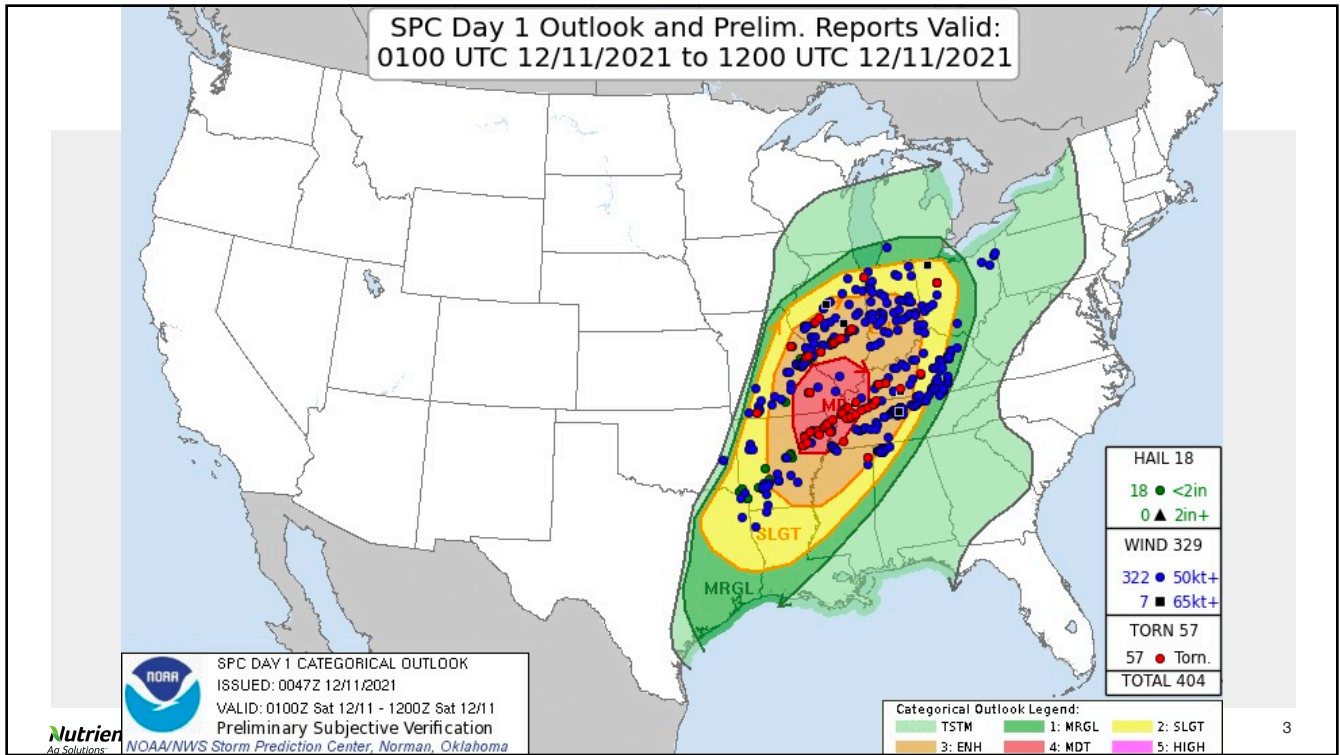 SPC Day 1 Outlook and Prelim. Reports Valid:
0100 UTC 12/11/2021 to 1200 UTC 12/11/2021
SLGT
MRGL
HAIL 18
18 <2in
0 2in+
WIND 329
322 50kt+
7 65kt+
TORN 57
57 Torn.
TOTAL 404
NOAA
SPC DAY 1 CATEGORICAL OUTLOOK
ISSUED: 0047Z 12/11/2021
VALID: 0100Z Sat 12/11 - 1200Z Sat 12/11
Preliminary Subjective Verification
NOAA/NWS Storm Prediction Center, Norman, Oklahoma
Categorical Outlook Legend:
TSTM 1: MRGL 2: SLGT
3: ENH 4: MDT 5: HIGH
Nutrien
Ag Solutions
3